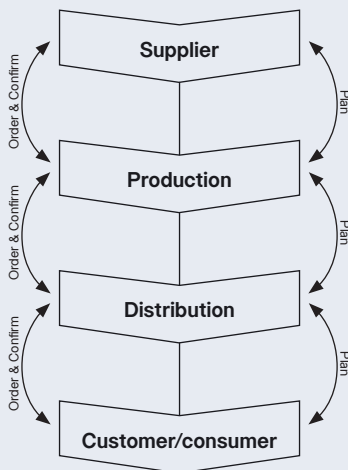 Supplier
Order & Confirm
Plan
Production
Order & Confirm
Plan
Distribution
Order & Confirm
Plan
Customer/consumer